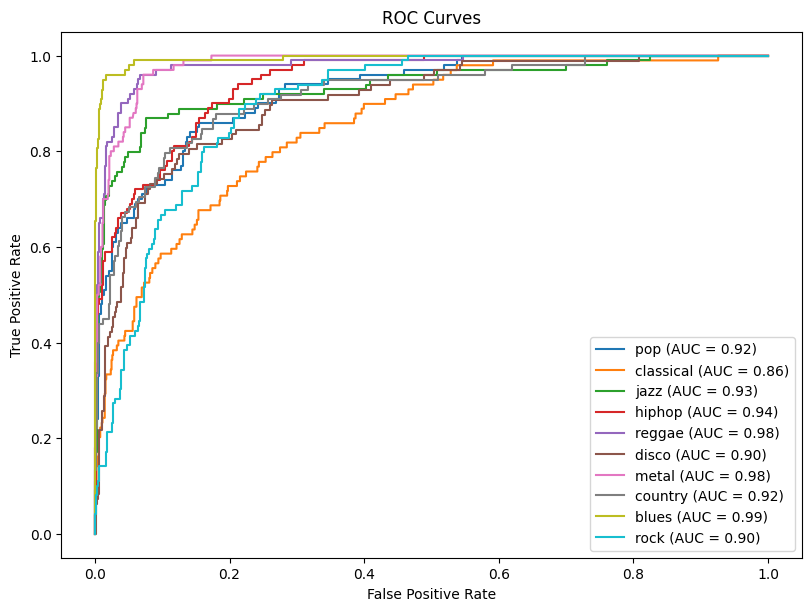 ROC Curves
1.0
0.8
0.6
0.4
0.2
0.0
True Positive Rate
pop (AUC = 0.92)
classical (AUC = 0.86)
jazz (AUC = 0.93)
hiphop (AUC = 0.94)
reggae (AUC = 0.98)
disco (AUC = 0.90)
metal (AUC = 0.98)
country (AUC = 0.92)
blues (AUC = 0.99)
rock (AUC = 0.90)
0.0 0.2 0.4 0.6 0.8 1.0
False Positive Rate